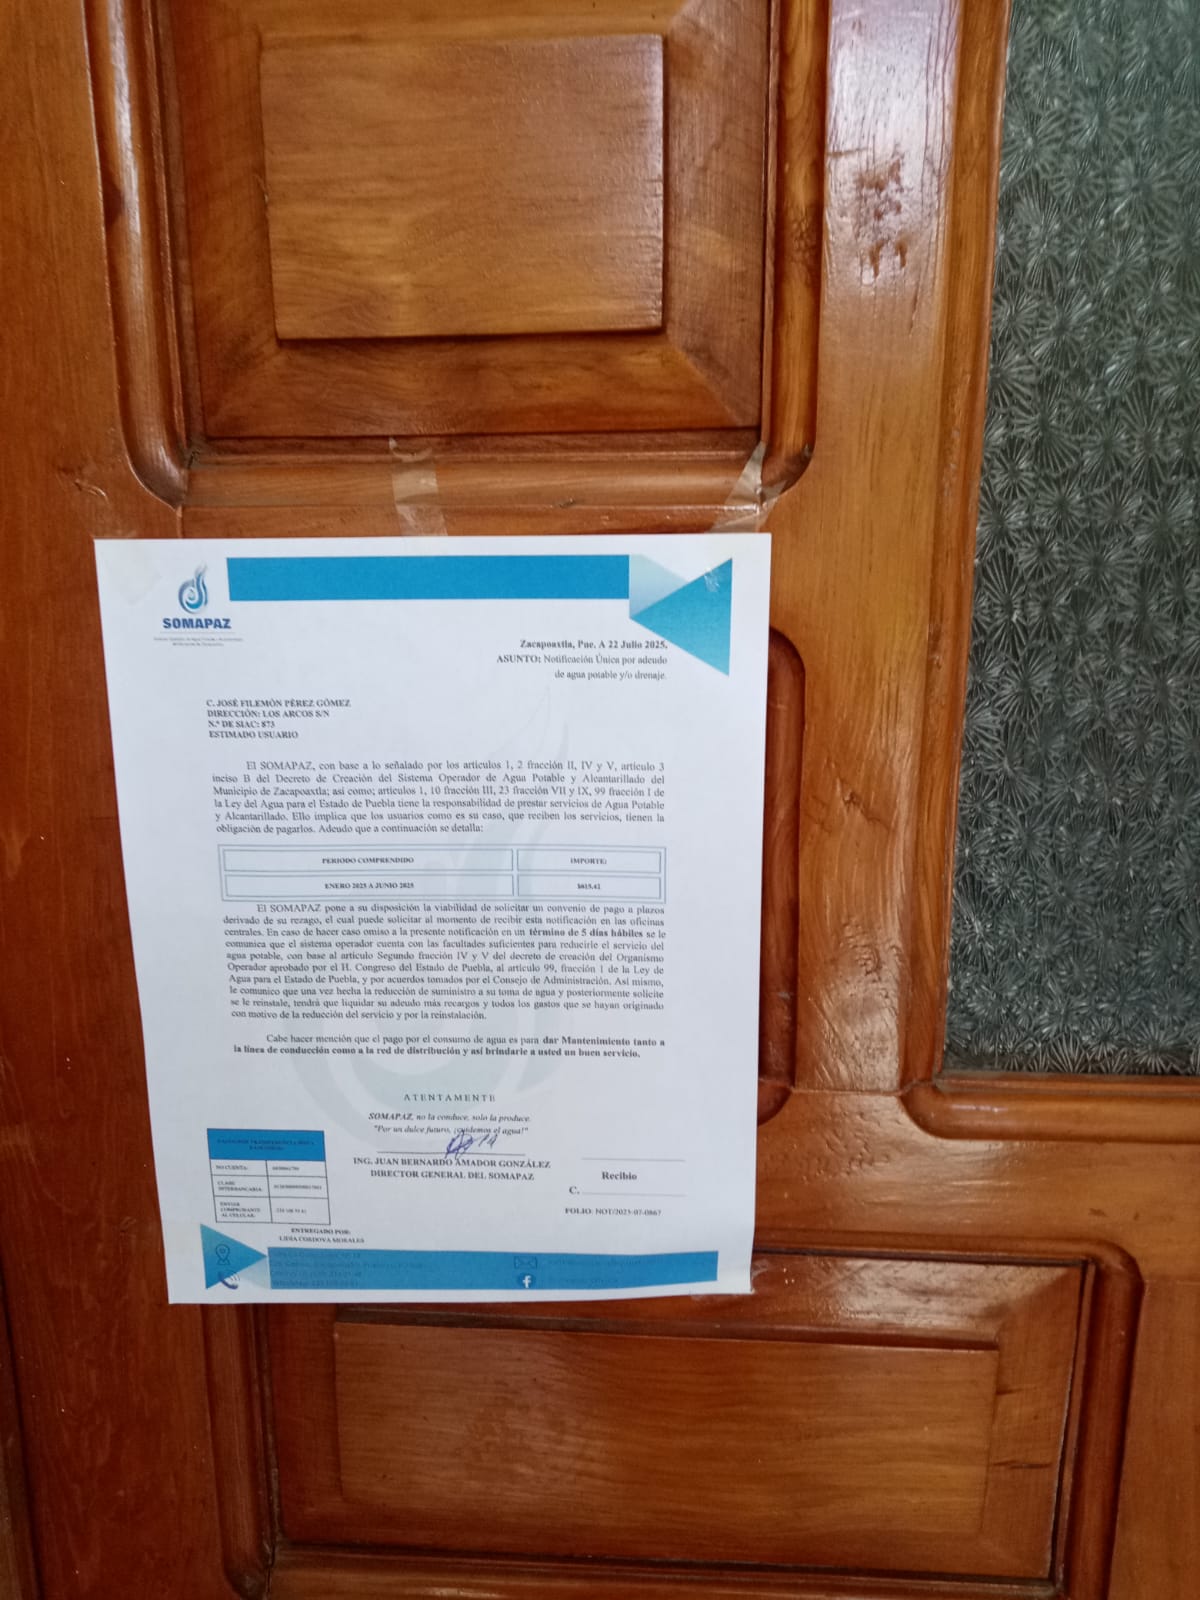 SOMAPAZ
Zacapoaxtla, Pue. A 22 Julio 2025.
ASUNTO: Notificación Única por adeudo
de agua potable y/o drenaje.
C. JOSÉ FILEMÓN PÉREZ GÓMEZ
DIRECCIÓN: LOS ARCOS S/N
N.º DE SIAC: 873
ESTIMADO USUARIO
El SOMAPAZ, con base a lo señalado por los artículos 1, 2 fracción II, IV y V, artículo 3
inciso B del Decreto de Creación del Sistema Operador de Agua Potable y Alcantarillado del
Municipio de Zacapoaxtla; así como; artículos 1, 10 fracción III, 23 fracción VII y IX, 99 fracción I de
la Ley del Agua para el Estado de Puebla tiene la responsabilidad de prestar servicios de Agua Potable
y Alcantarillado. Ello implica que los usuarios como es su caso, que reciben los servicios, tienen la
obligación de pagarlos. Adeudo que a continuación se detalla:
PERIODO COMPRENDIDO IMPORTE:
ENERO 2025 A JUNIO 2025 $615.42
El SOMAPAZ pone a su disposición la viabilidad de solicitar un convenio de pago a plazos
derivado de su rezago, el cual puede solicitar al momento de recibir esta notificación en las oficinas
centrales. En caso de hacer caso omiso a la presente notificación en un término de 5 días hábiles se le
comunica que el sistema operador cuenta con las facultades suficientes para reducirle el servicio del
agua potable, con base al artículo Segundo fracción IV y V del decreto de creación del Organismo
Operador aprobado por el H. Congreso del Estado de Puebla, al artículo 99, fracción 1 de la Ley de
Agua para el Estado de Puebla, y por acuerdos tomados por el Consejo de Administración. Así mismo,
le comunico que una vez hecha la reducción de suministro a su toma de agua y posteriormente solicite
se le reinstale, tendrá que liquidar su adeudo más recargos y todos los gastos que se hayan originado
con motivo de la reducción del servicio y por la reinstalación.
Cabe hacer mención que el pago por el consumo de agua es para dar Mantenimiento tanto a
la línea de conducción como a la red de distribución y así brindarle a usted un buen servicio.
ATENTAMENTE
SOMAPAZ, no la conduce, solo la produce.
"Por un dulce futuro, ¡cuidemos el agua!"
ING. JUAN BERNARDO AMADOR GONZÁLEZ
DIRECTOR GENERAL DEL SOMAPAZ
Recibio
C.
FOLIO: NOT/2025-07-0867
NO CUENTA:
CLABE
INTERBANCARIA:
ENVIAR
COMPROBANTE
AL CELULAR:
ENTREGADO POR:
LIDIA CORDOVA MORALES